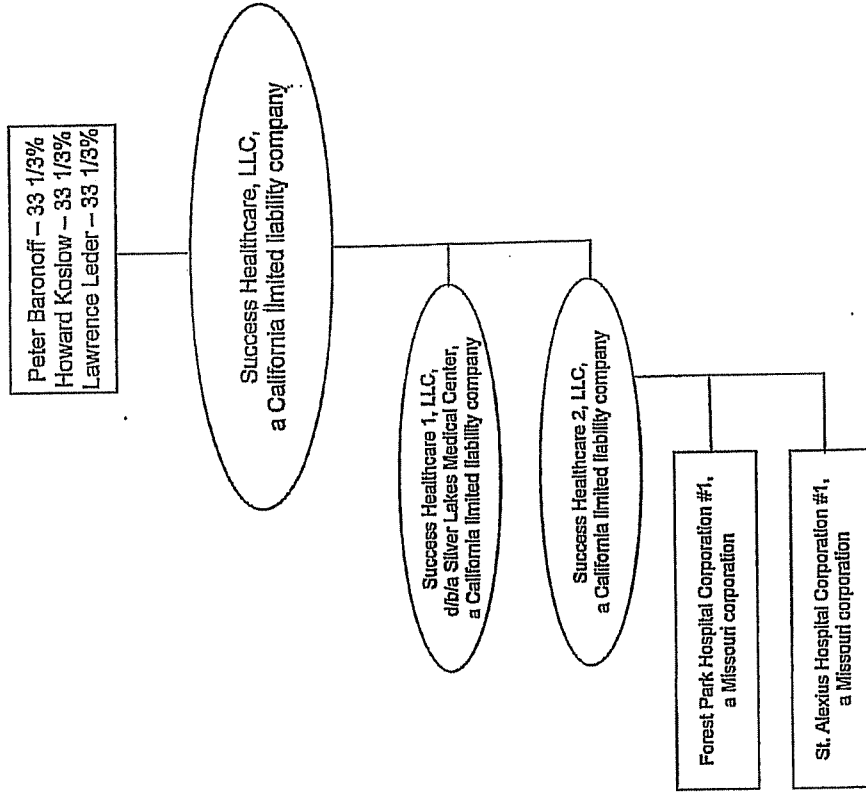 Peter Baronoff – 33 1/3%
Howard Koslow – 33 1/3%
Lawrence Leder – 33 1/3%
Success Healthcare, LLC,
a California limited liability company
Success Healthcare 1, LLC,
d/b/a Silver Lakes Medical Center,
a California limited liability company
Success Healthcare 2, LLC,
a California limited liability company
Forest Park Hospital Corporation #1,
a Missouri corporation
St. Alexius Hospital Corporation #1,
a Missouri corporation